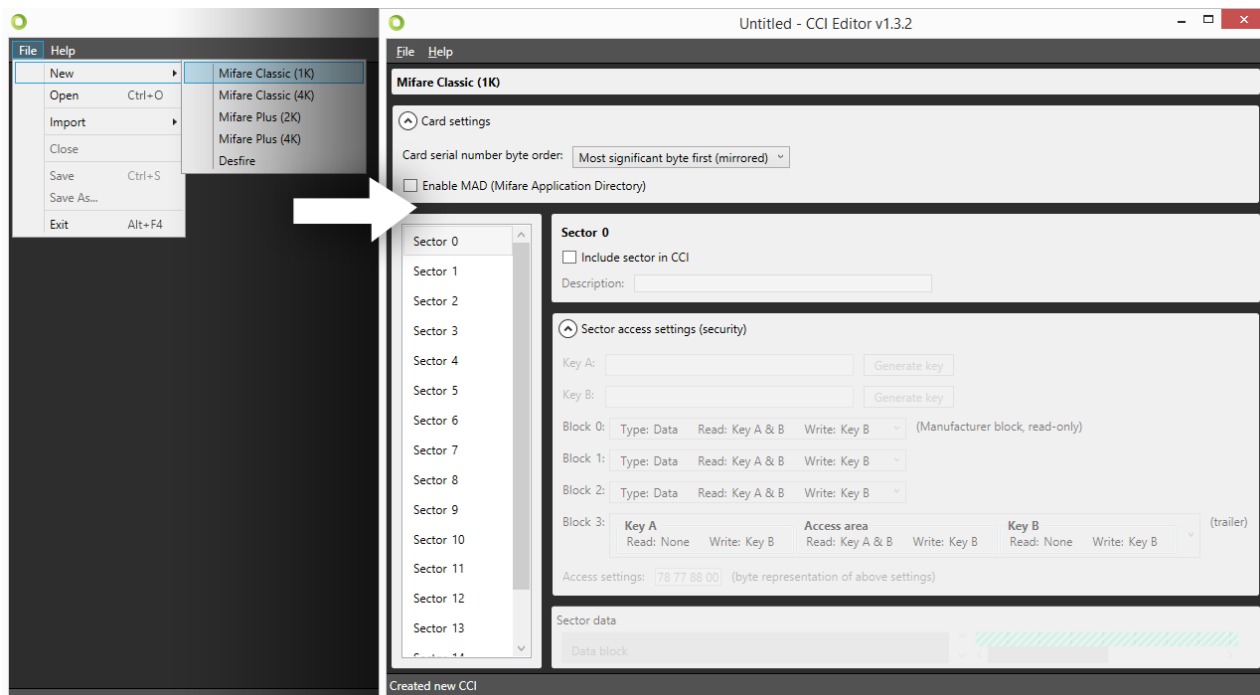 File Help
New
Open Ctrl+O
Import
Close
Save Ctrl+S
Save As...
Exit Alt+F4
Mifare Classic (1K)
Mifare Classic (4K)
Mifare Plus (2K)
Mifare Plus (4K)
Desfire
Untitled - CCI Editor v1.3.2
File Help
Mifare Classic (1K)
Card settings
Card serial number byte order: Most significant byte first (mirrored)
Enable MAD (Mifare Application Directory)
Sector 0
Sector 1
Sector 2
Sector 3
Sector 4
Sector 5
Sector 6
Sector 7
Sector 8
Sector 9
Sector 10
Sector 11
Sector 12
Sector 13
Sector 14
Sector 0
Include sector in CCI
Description:
Sector access settings (security)
Key A: Generate key
Key B: Generate key
Block 0: Type: Data Read: Key A & B Write: Key B (Manufacturer block, read-only)
Block 1: Type: Data Read: Key A & B Write: Key B
Block 2: Type: Data Read: Key A & B Write: Key B
Block 3: Key A Access area Key B (trailer)
Read: None Write: Key B Read: Key A & B Write: Key B Read: None Write: Key B
Access settings: 78 77 88 00 (byte representation of above settings)
Sector data
Data block
Created new CCI